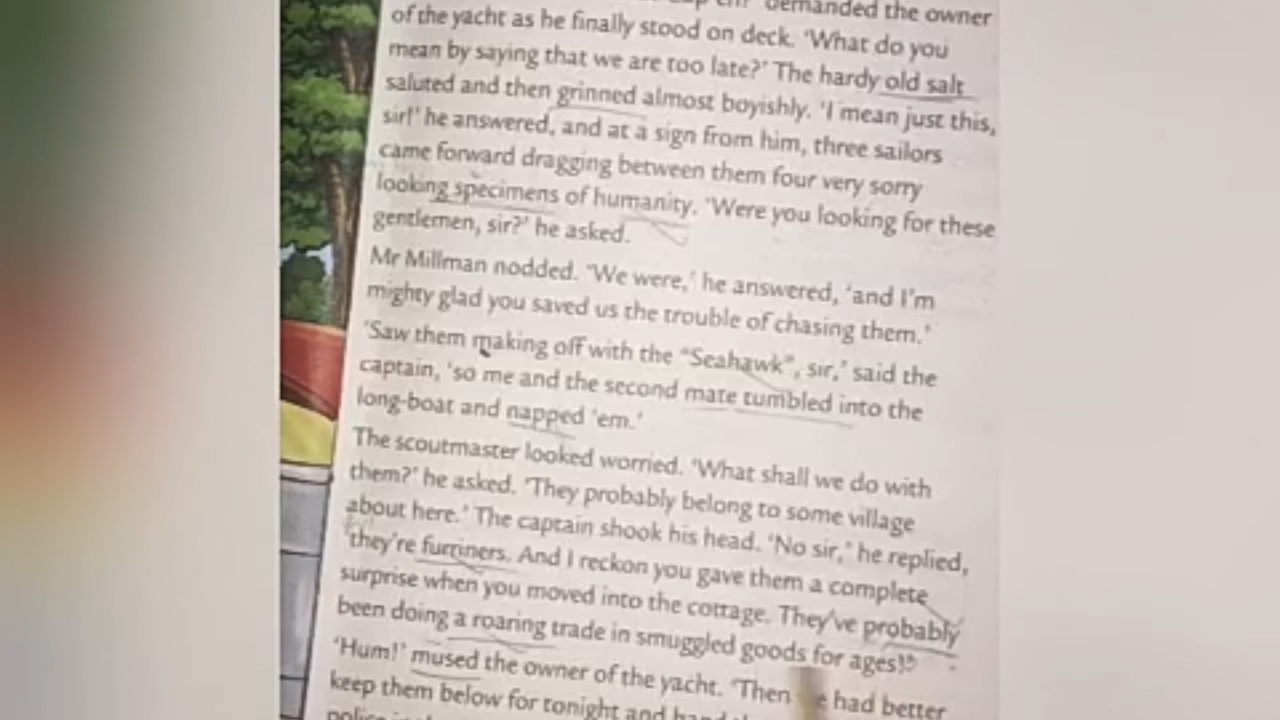 demanded the owner
of the yacht as he finally stood on deck. 'What do you
mean by saying that we are too late?' The hardy old salt
saluted and then grinned almost boyishly. 'I mean just this,
sir!' he answered, and at a sign from him, three sailors
came forward dragging between them four very sorry
looking specimens of humanity. 'Were you looking for these
gentlemen, sir?' he asked.
Mr Millman nodded. 'We were,' he answered, 'and I'm
mighty glad you saved us the trouble of chasing them.'
'Saw them making off with the "Seahawk", sir,' said the
captain, 'so me and the second mate tumbled into the
long-boat and napped 'em.'
The scoutmaster looked worried. 'What shall we do with
them?' he asked. 'They probably belong to some village
about here.' The captain shook his head. 'No sir,' he replied,
'they're furriners. And I reckon you gave them a complete
surprise when you moved into the cottage. They've probably
been doing a roaring trade in smuggled goods for ages!'
'Hum!' mused the owner of the yacht. 'Then had better
keep them below for tonight and